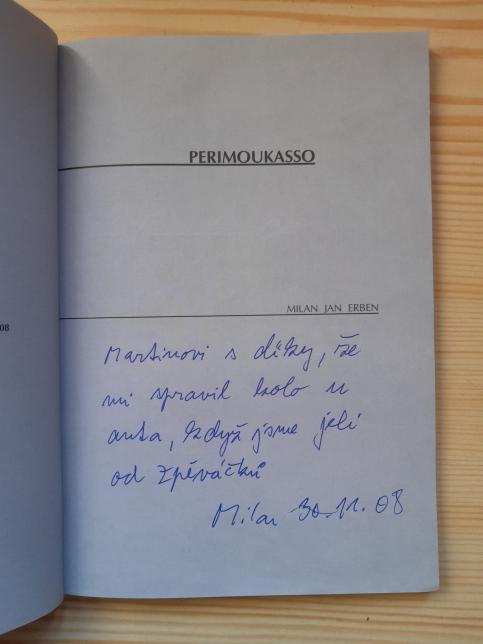 PERIMOUKASSO
MILAN JAN ERBEN
08
Martinovi s díky, že
mi spravil kolo u
auta, když jsme jeli
od Zpěváčků
Milan 30.11.08